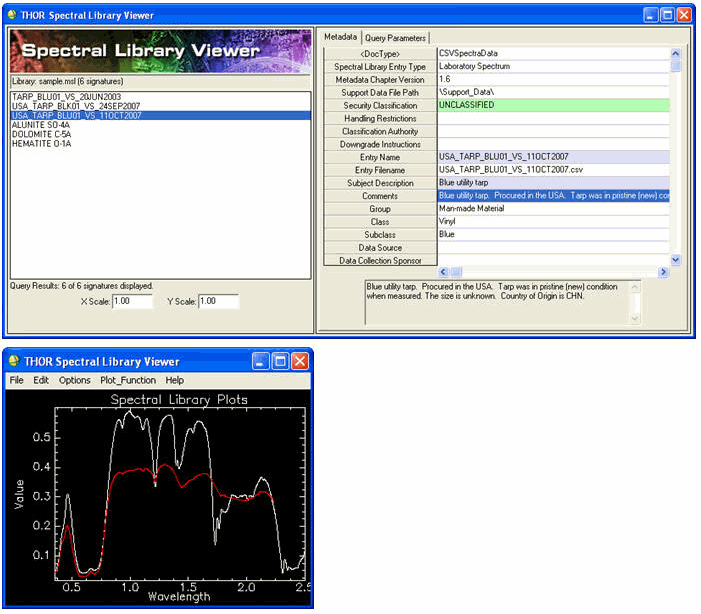 THOR Spectral Library Viewer
Spectral Library Viewer
Library: sample.msl (6 signatures)
TARP_BLU01_VS_20JUN2003
USA_TARP_BLK01_VS_24SEP2007
USA_TARP_BLU01_VS_11OCT2007
ALUNITE SO-4A
DOLOMITE C-5A
HEMATITE O-1A
Query Results: 6 of 6 signatures displayed.
X Scale: 1.00 Y Scale: 1.00
Metadata Query Parameters
<DocType> CSVSpectraData
Spectral Library Entry Type Laboratory Spectrum
Metadata Chapter Version 1.6
Support Data File Path \Support_Data\
Security Classification UNCLASSIFIED
Handling Restrictions
Classification Authority
Downgrade Instructions
Entry Name USA_TARP_BLU01_VS_11OCT2007
Entry Filename USA_TARP_BLU01_VS_11OCT2007.csv
Subject Description Blue utility tarp
Comments Blue utility tarp. Procured in the USA. Tarp was in pristine (new) con
Group Man-made Material
Class Vinyl
Subclass Blue
Data Source
Data Collection Sponsor
Blue utility tarp. Procured in the USA. Tarp was in pristine (new) condition
when measured. The size is unknown. Country of Origin is CHN.
THOR Spectral Library Viewer
File Edit Options Plot_Function Help
Spectral Library Plots
Value
0.5
0.4
0.3
0.2
0.1
0.5 1.0 1.5 2.0 2.5
Wavelength